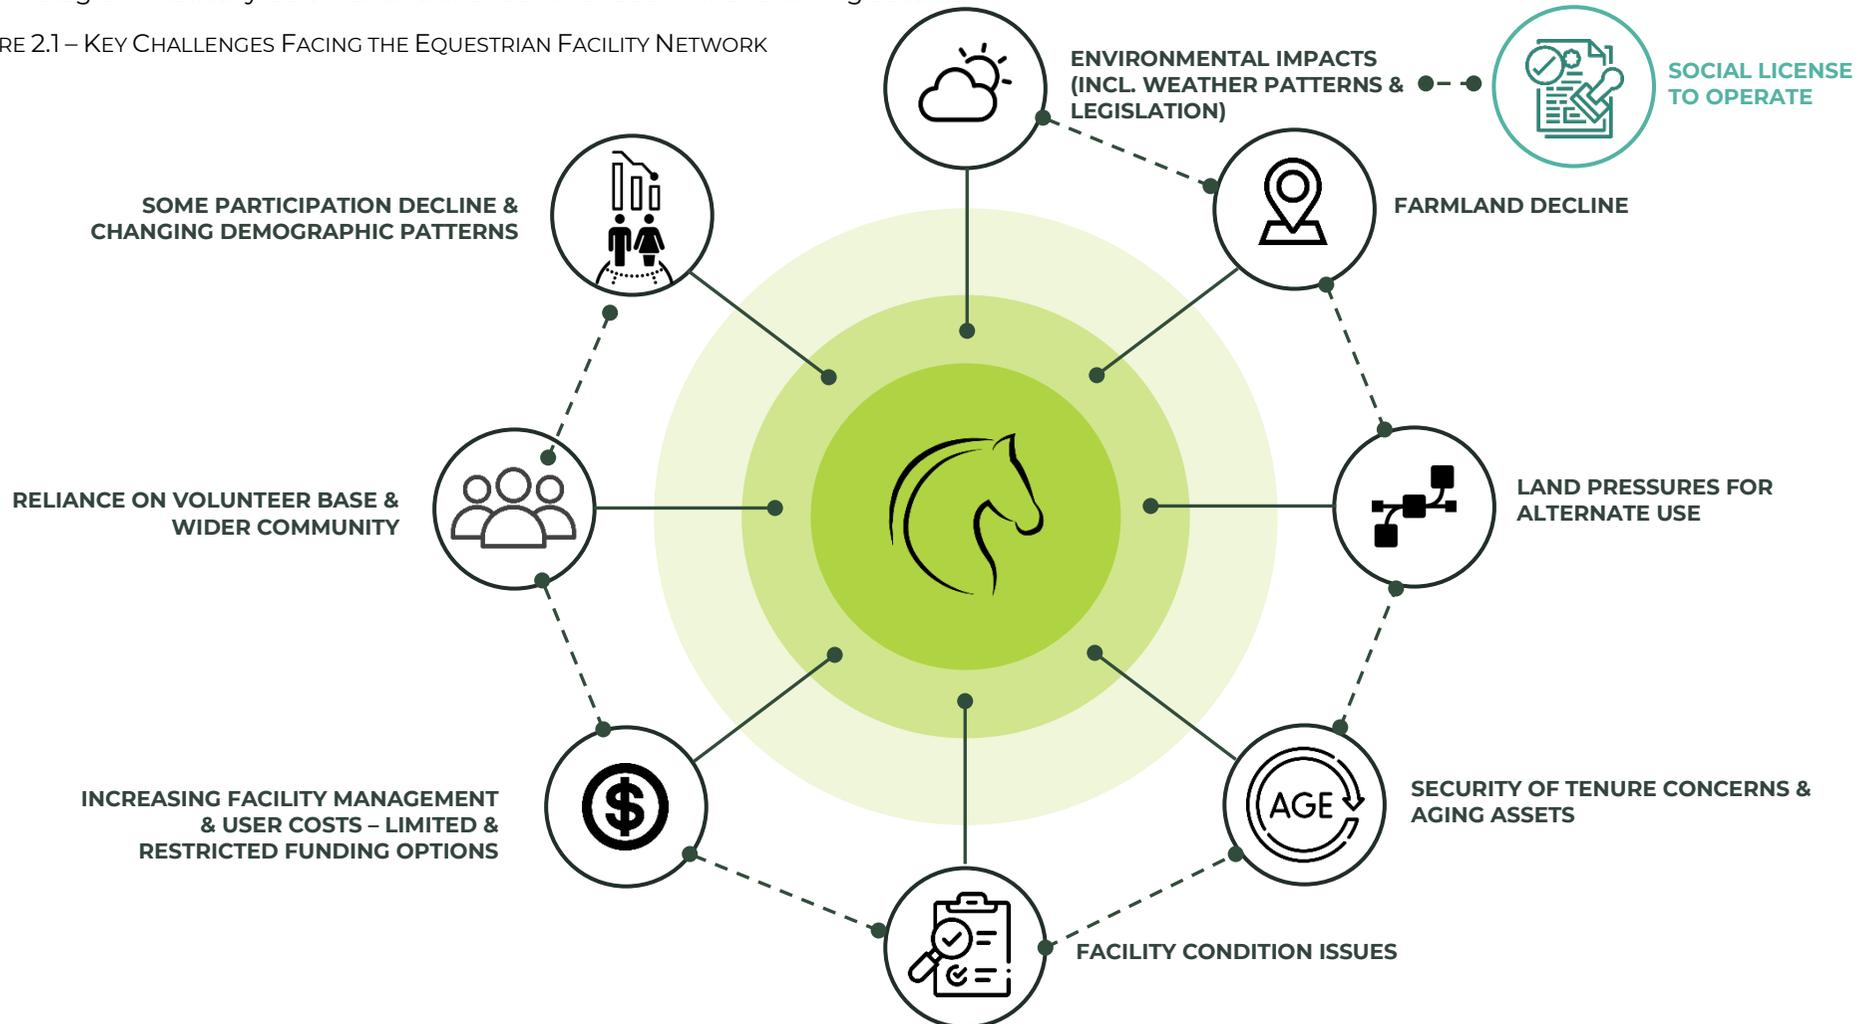 RE 2.1 – KEY CHALLENGES FACING THE EQUESTRIAN FACILITY NETWORK
ENVIRONMENTAL IMPACTS
(INCL. WEATHER PATTERNS &
LEGISLATION)
SOCIAL LICENSE
TO OPERATE
FARMLAND DECLINE
SOME PARTICIPATION DECLINE &
CHANGING DEMOGRAPHIC PATTERNS
LAND PRESSURES FOR
ALTERNATE USE
RELIANCE ON VOLUNTEER BASE &
WIDER COMMUNITY
AGE
SECURITY OF TENURE CONCERNS &
AGING ASSETS
$
INCREASING FACILITY MANAGEMENT
& USER COSTS – LIMITED &
RESTRICTED FUNDING OPTIONS
FACILITY CONDITION ISSUES